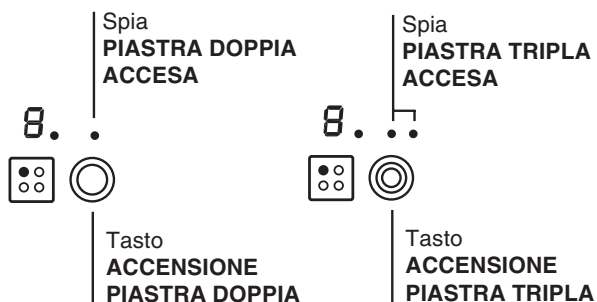 Spia
PIASTRA DOPPIA
ACCESA
8. .
Tasto
ACCENSIONE
PIASTRA DOPPIA
Spia
PIASTRA TRIPLA
ACCESA
8. ..
Tasto
ACCENSIONE
PIASTRA TRIPLA